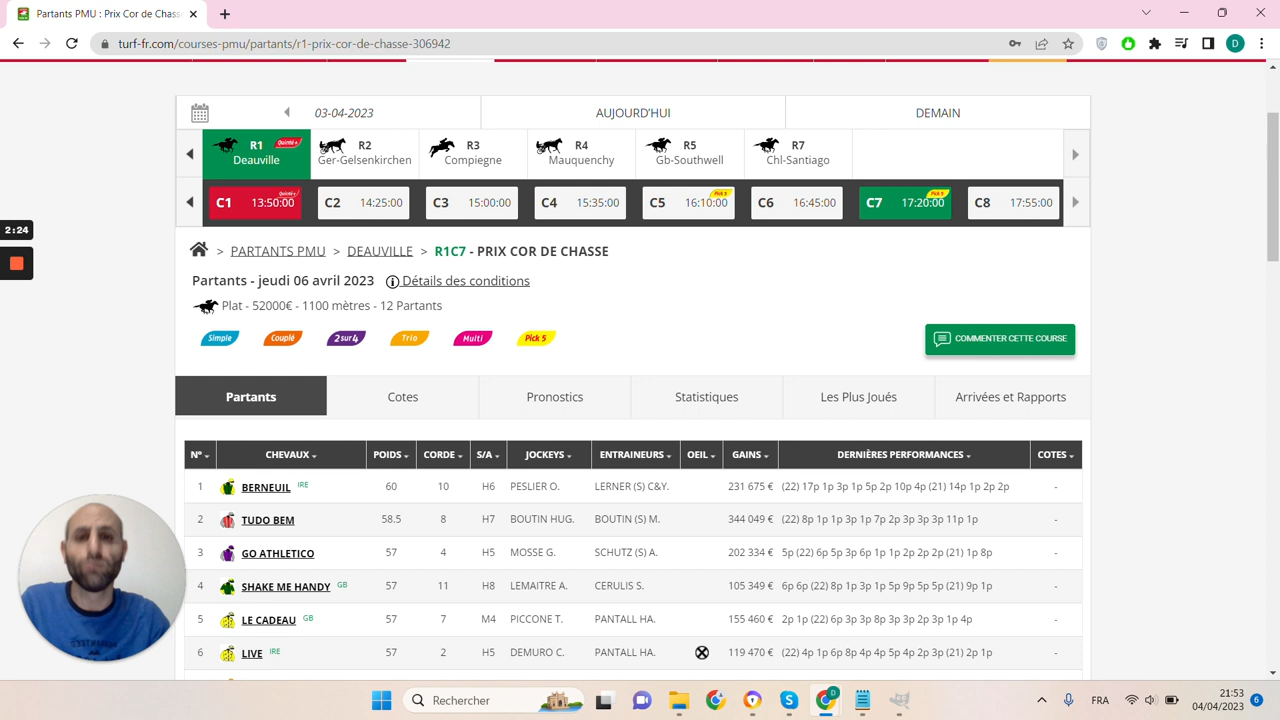 Partants PMU : Prix Cor de Chass
turf-fr.com/courses-pmu/partants/r1-prix-cor-de-chasse-306942
D
03-04-2023 AUJOURD'HUI DEMAIN
R1 Quinté+ R2 R3 R4 R5 R7
Deauville Ger-Gelsenkirchen Compiegne Mauquenchy Gb-Southwell Chl-Santiago
C1 13:50:00 Quinté+ C2 14:25:00 C3 15:00:00 C4 15:35:00 C5 16:10:00 Pick 5 C6 16:45:00 C7 17:20:00 Pick 5 C8 17:55:00
2:24
> PARTANTS PMU > DEAUVILLE > R1C7 - PRIX COR DE CHASSE
Partants - jeudi 06 avril 2023 Détails des conditions
Plat - 52000€ - 1100 mètres - 12 Partants
Simple Couplé 2sur4 Trio Multi Pick 5
COMMENTER CETTE COURSE
Partants Cotes Pronostics Statistiques Les Plus Joués Arrivées et Rapports
N° CHEVAUX POIDS CORDE S/A JOCKEYS ENTRAINEURS OEIL GAINS DERNIÈRES PERFORMANCES COTES
1 BERNEUIL IRE 60 10 H6 PESLIER O. LERNER (S) C&Y. 231 675 € (22) 17p 1p 3p 1p 5p 2p 10p 4p (21) 14p 1p 2p 2p -
2 TUDO BEM 58.5 8 H7 BOUTIN HUG. BOUTIN (S) M. 344 049 € (22) 8p 1p 1p 3p 1p 7p 2p 3p 3p 3p 11p 1p -
3 GO ATHLETICO 57 4 H5 MOSSE G. SCHUTZ (S) A. 202 334 € 5p (22) 6p 5p 3p 6p 1p 1p 2p 2p 2p (21) 1p 8p -
4 SHAKE ME HANDY GB 57 11 H8 LEMAITRE A. CERULIS S. 105 349 € 6p 6p (22) 8p 1p 3p 1p 5p 9p 5p 5p (21) 9p 1p -
5 LE CADEAU GB 57 7 M4 PICCONE T. PANTALL HA. 155 460 € 2p 1p (22) 6p 3p 3p 8p 3p 3p 2p 3p 1p 4p -
6 LIVE IRE 57 2 H5 DEMURO C. PANTALL HA. 119 470 € (22) 4p 1p 6p 8p 4p 4p 5p 4p 2p 3p (21) 2p 1p -
Rechercher
D
FRA
21:53
04/04/2023
6